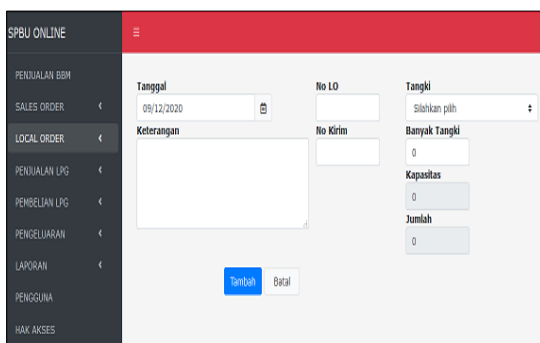 SPBU ONLINE
PENJUALAN BBM
SALES ORDER
LOCAL ORDER
PENJUALAN LPG
PEMBELIAN LPG
PENGELUARAN
LAPORAN
PENGGUNA
HAK AKSES
Tanggal
09/12/2020
Keterangan
No LO
No Kirim
Tangki
Silahkan pilih
Banyak Tangki
0
Kapasitas
0
Jumlah
0
Tambah Batal